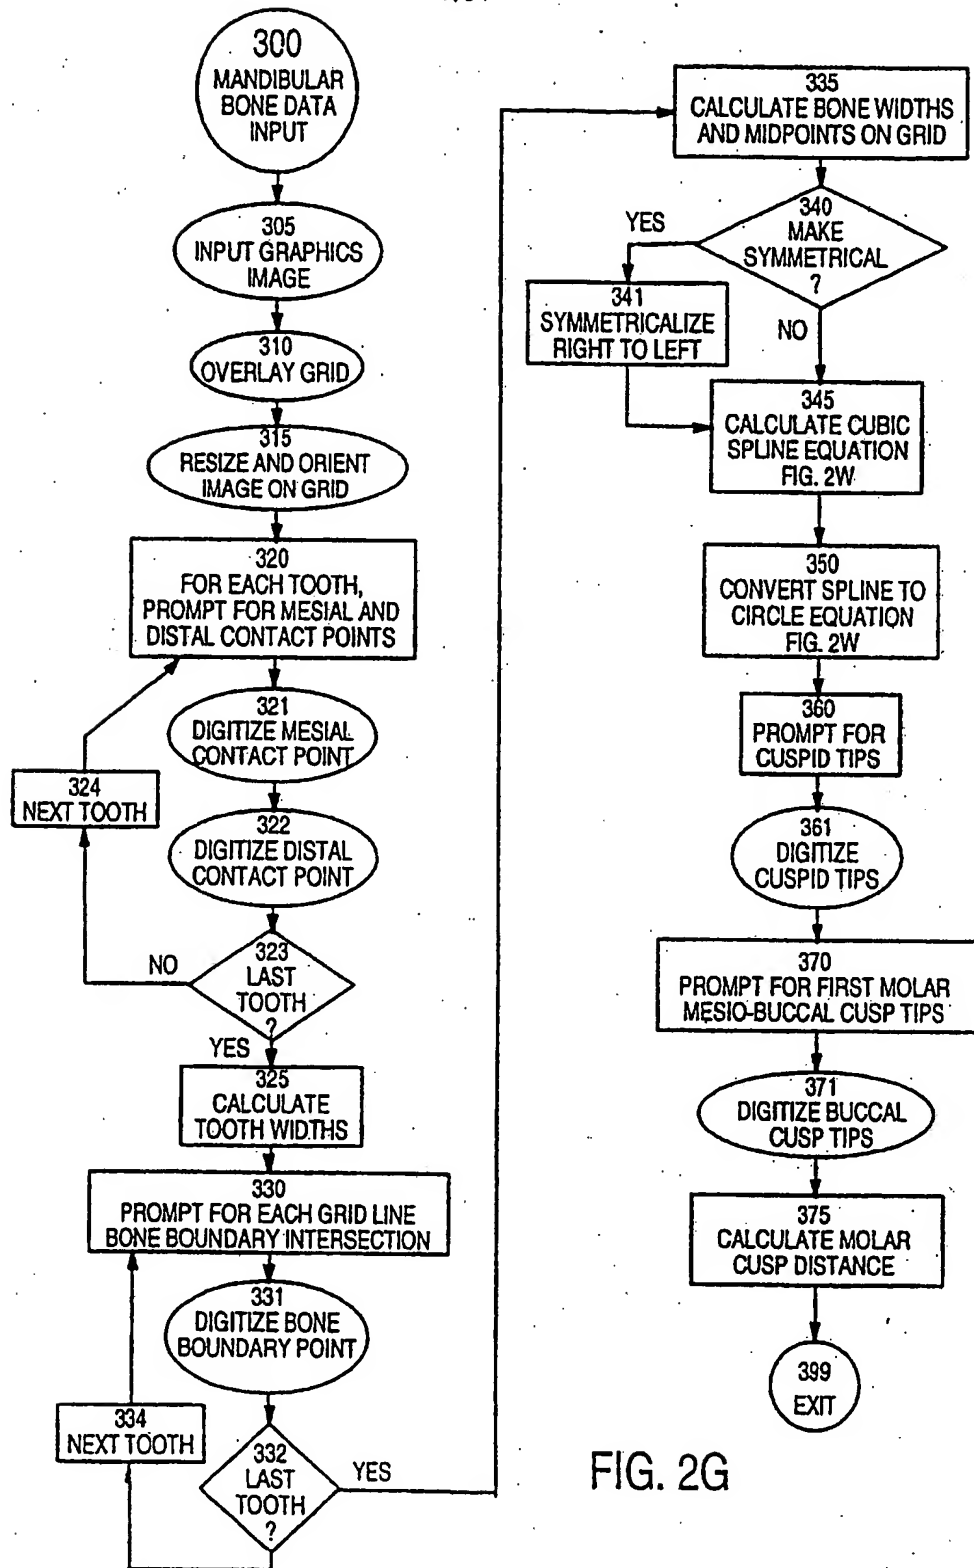 300
MANDIBULAR
BONE DATA
INPUT
305
INPUT GRAPHICS
IMAGE
310
OVERLAY GRID
315
RESIZE AND ORIENT
IMAGE ON GRID
320
FOR EACH TOOTH,
PROMPT FOR MESIAL AND
DISTAL CONTACT POINTS
321
DIGITIZE MESIAL
CONTACT POINT
324
NEXT TOOTH
322
DIGITIZE DISTAL
CONTACT POINT
323
LAST
TOOTH
?
NO
YES
325
CALCULATE
TOOTH WIDTHS
330
PROMPT FOR EACH GRID LINE
BONE BOUNDARY INTERSECTION
331
DIGITIZE BONE
BOUNDARY POINT
334
NEXT TOOTH
332
LAST
TOOTH
?
YES
335
CALCULATE BONE WIDTHS
AND MIDPOINTS ON GRID
340
MAKE
SYMMETRICAL
?
YES
341
SYMMETRICALIZE
RIGHT TO LEFT
NO
345
CALCULATE CUBIC
SPLINE EQUATION
FIG. 2W
350
CONVERT SPLINE TO
CIRCLE EQUATION
FIG. 2W
360
PROMPT FOR
CUSPID TIPS
361
DIGITIZE
CUSPID TIPS
370
PROMPT FOR FIRST MOLAR
MESIO-BUCCAL CUSP TIPS
371
DIGITIZE BUCCAL
CUSP TIPS
375
CALCULATE MOLAR
CUSP DISTANCE
399
EXIT
FIG. 2G